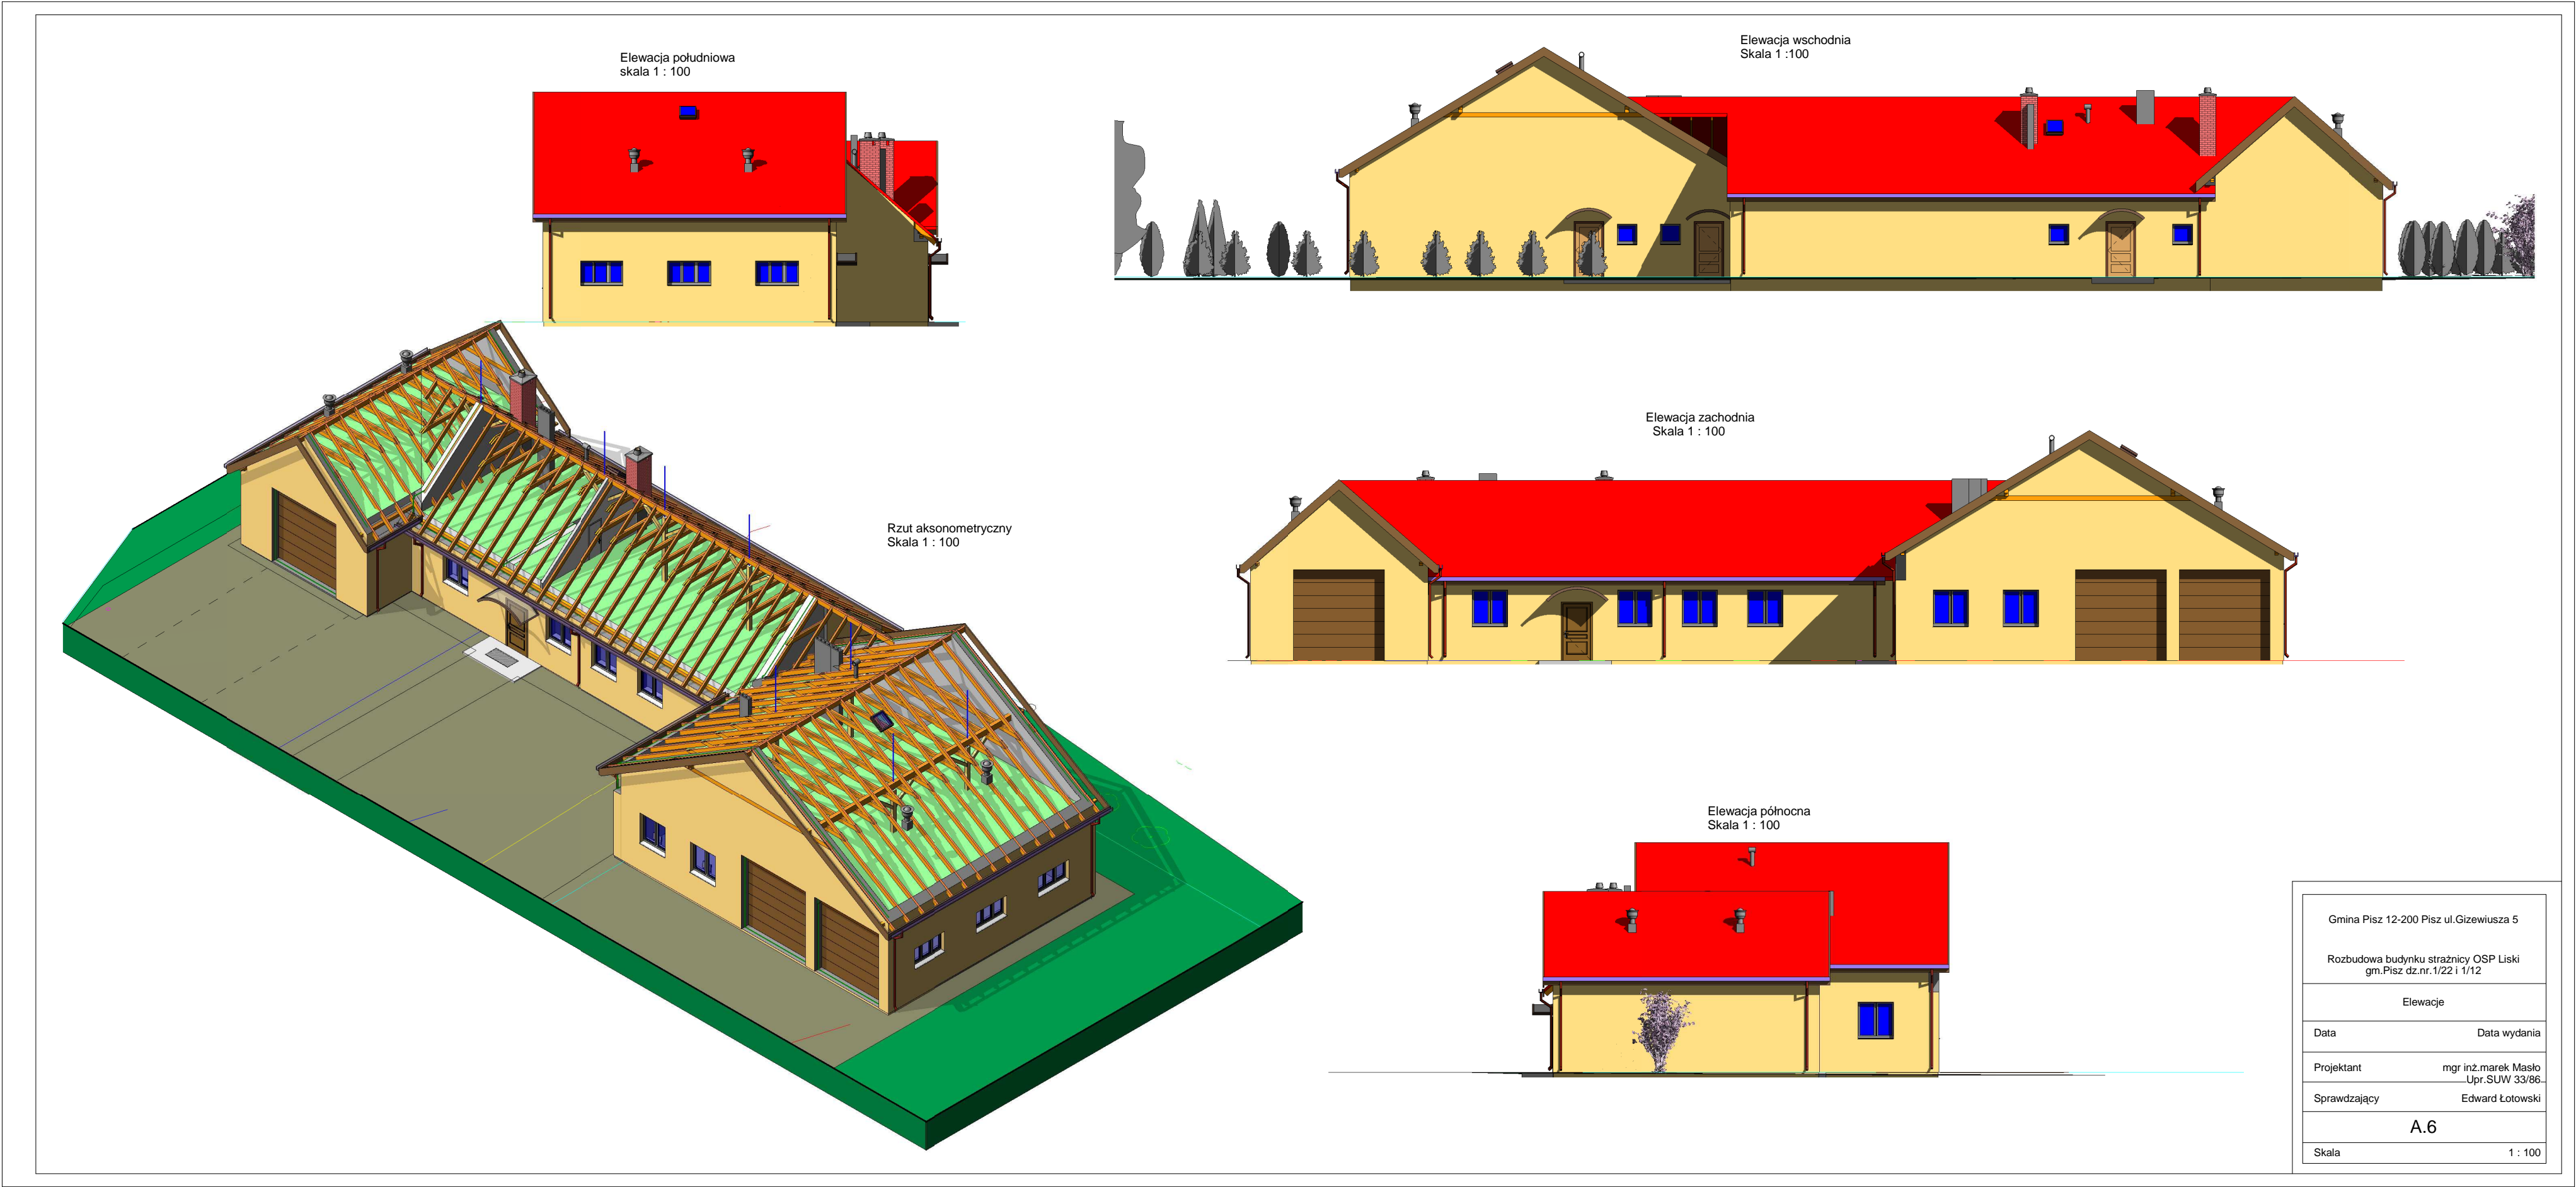 Elewacja południowa
skala 1 : 100
Elewacja wschodnia
Skala 1 :100
Elewacja zachodnia
Skala 1 : 100
Rzut aksonometryczny
Skala 1 : 100
Elewacja północna
Skala 1 : 100
Gmina Pisz 12-200 Pisz ul.Gizewiusza 5
Rozbudowa budynku strażnicy OSP Liski
gm.Pisz dz.nr.1/22 i 1/12
Elewacje
Data Data wydania
Projektant mgr inż.marek Masło
Upr.SUW 33/86
Sprawdzający Edward Łotowski
A.6
Skala 1 : 100